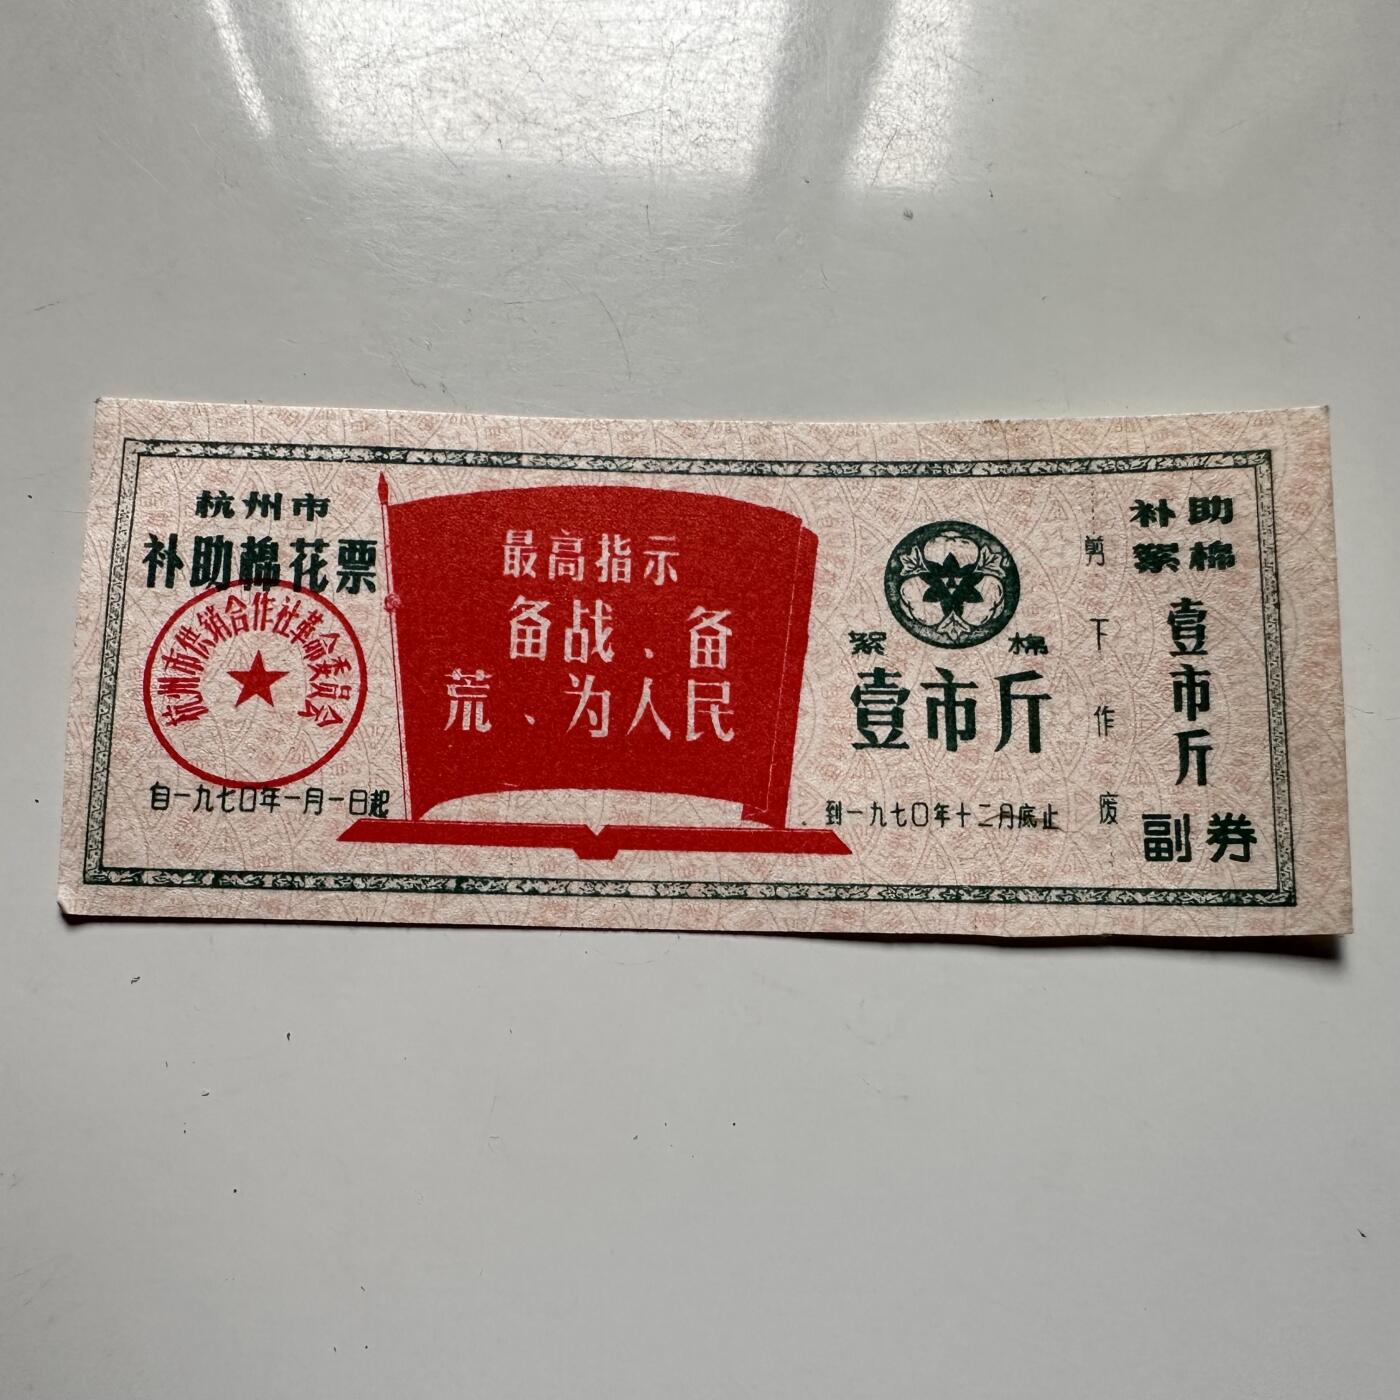 杭州市
补助棉花票
杭州市供销合作社革命委员会
自一九七〇年一月一日起
最高指示
备战、备
荒、为人民
絮棉
壹市斤
到一九七〇年十二月底止
剪下作废
补助
絮棉
壹市斤
副券